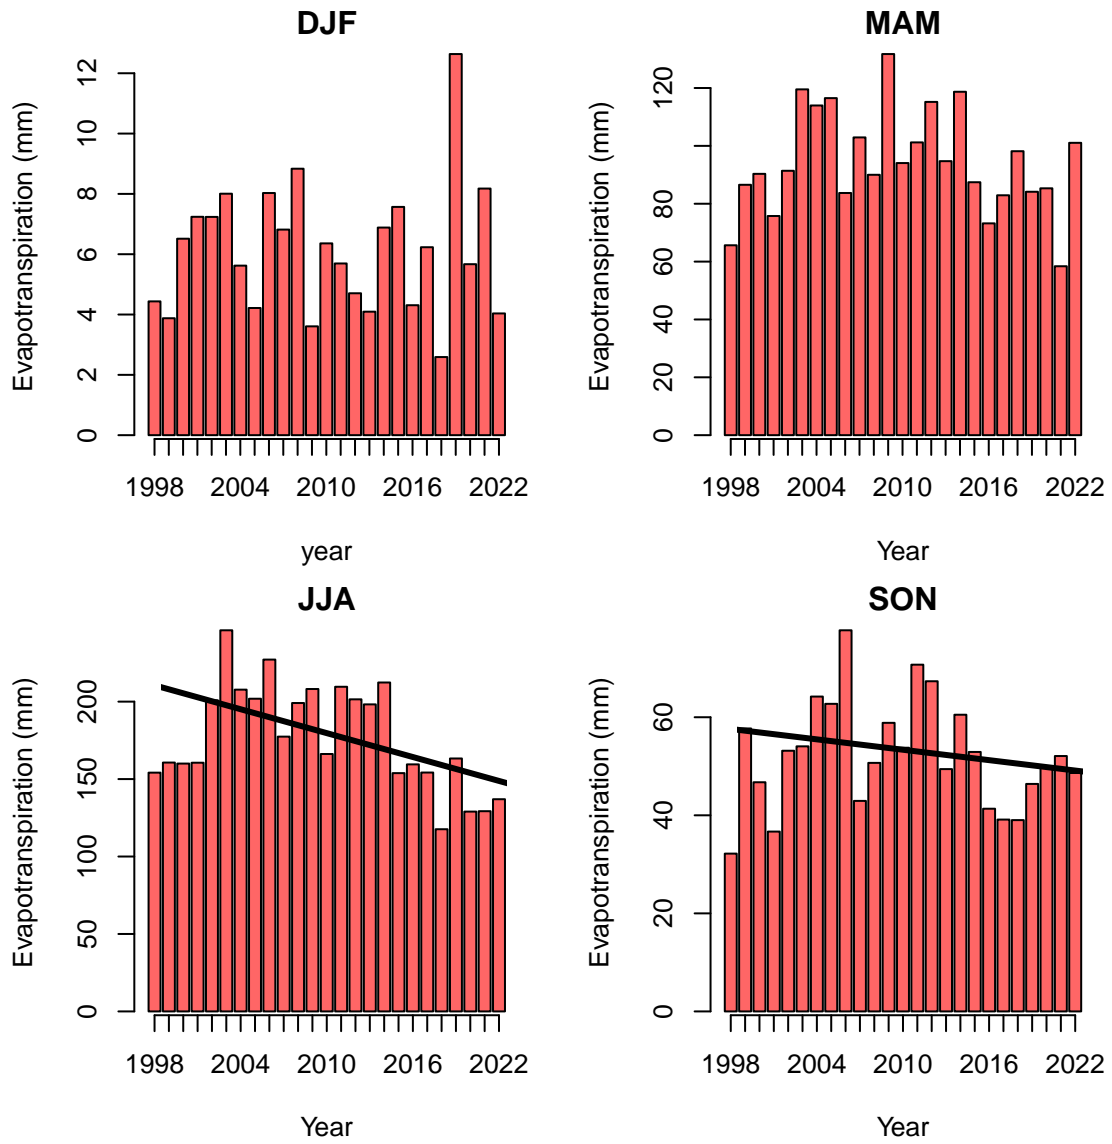 DJF
Evapotranspiration (mm)
0 2 4 6 8 10 12
1998 2004 2010 2016 2022
year
MAM
Evapotranspiration (mm)
0 20 40 60 80 120
1998 2004 2010 2016 2022
Year
JJA
Evapotranspiration (mm)
0 50 100 150 200
1998 2004 2010 2016 2022
Year
SON
Evapotranspiration (mm)
0 20 40 60
1998 2004 2010 2016 2022
Year